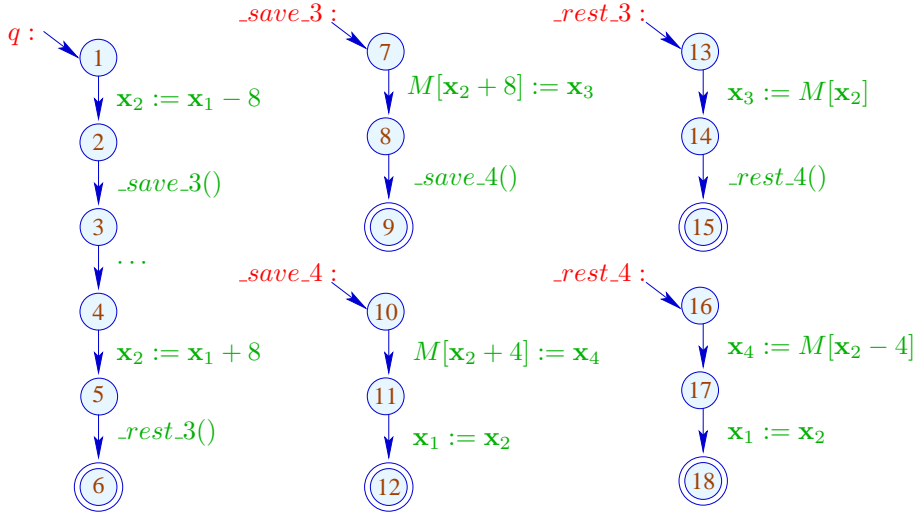 q :
1
x₂ := x₁ − 8
2
_save_3()
3
...
4
x₂ := x₁ + 8
5
_rest_3()
6
_save_3 :
7
M[x₂ + 8] := x₃
8
_save_4()
9
_save_4 :
10
M[x₂ + 4] := x₄
11
x₁ := x₂
12
_rest_3 :
13
x₃ := M[x₂]
14
_rest_4()
15
_rest_4 :
16
x₄ := M[x₂ − 4]
17
x₁ := x₂
18